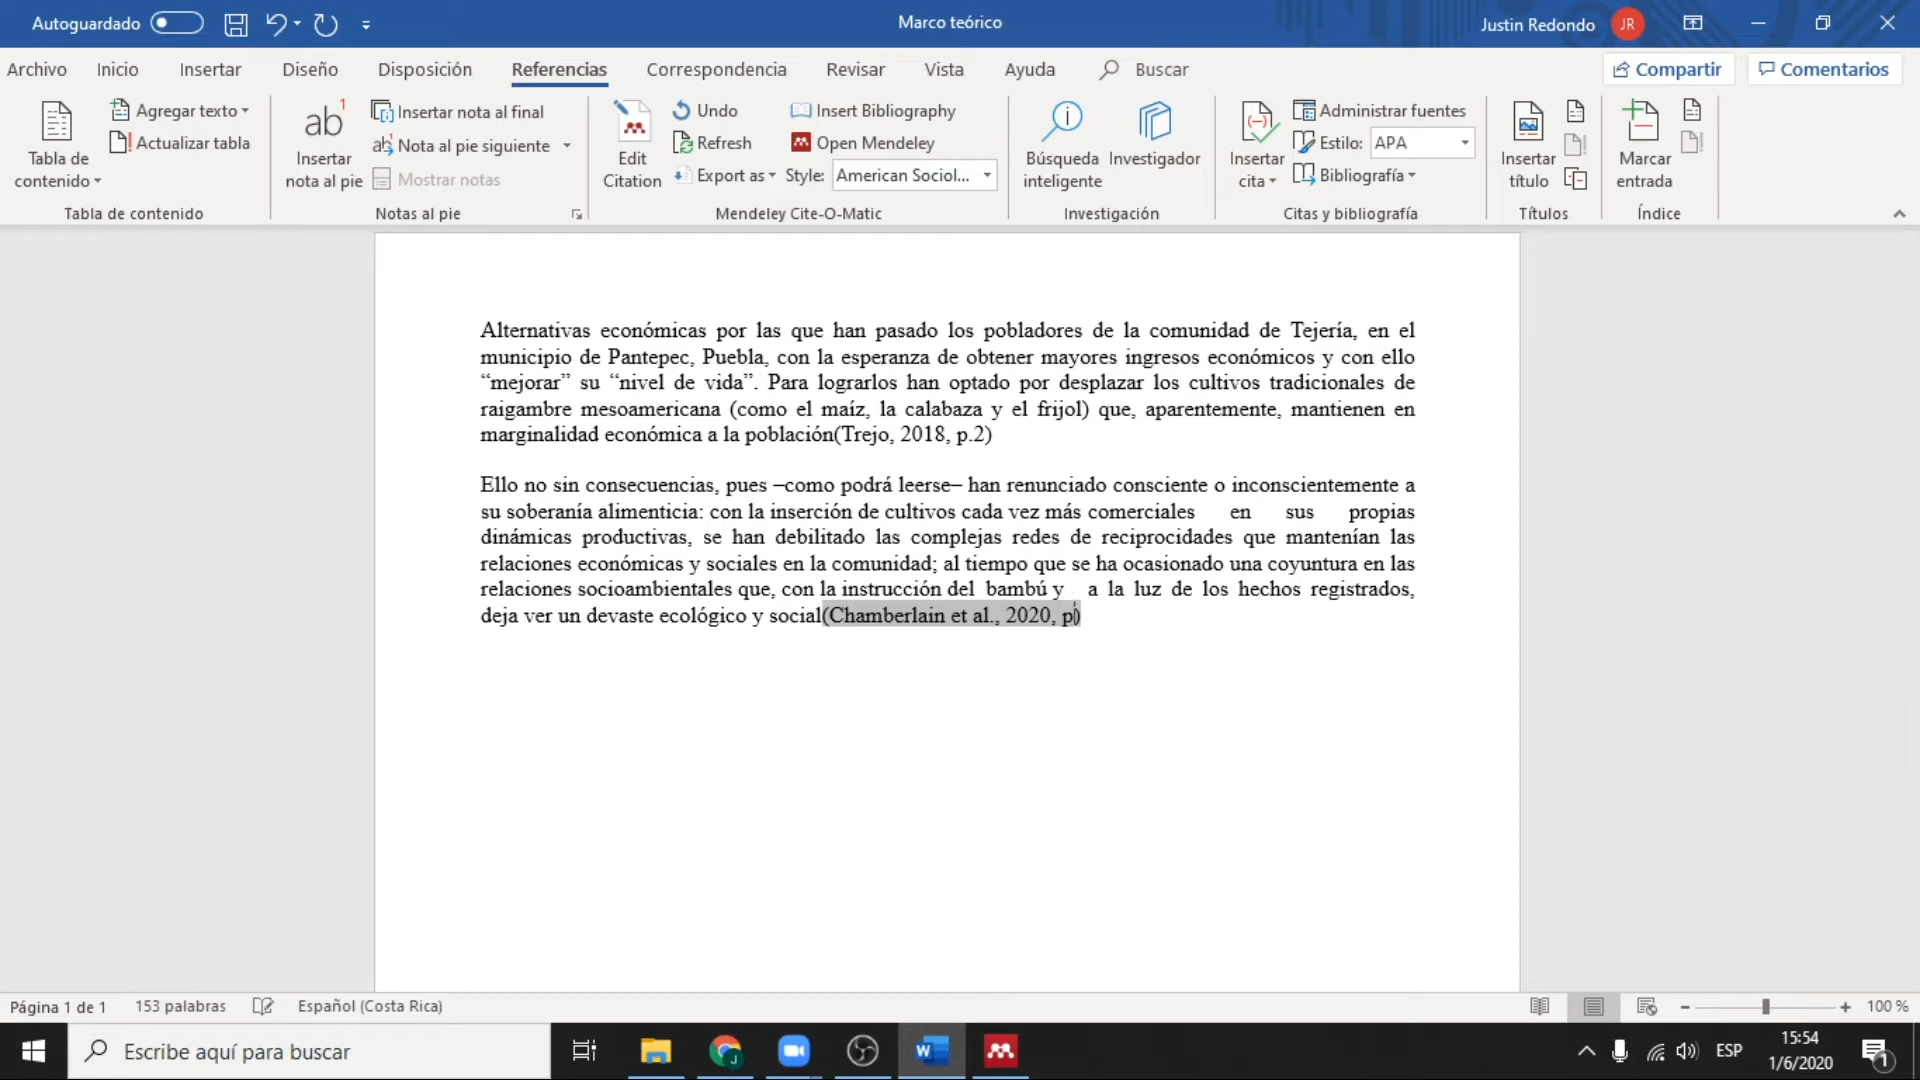 Autoguardado
Marco teórico
Justin Redondo JR
Archivo Inicio Insertar Diseño Disposición Referencias Correspondencia Revisar Vista Ayuda Buscar Compartir Comentarios
Tabla de contenido
Agregar texto
Actualizar tabla
Tabla de contenido
ab 1
Insertar nota al pie
Insertar nota al final
Nota al pie siguiente
Mostrar notas
Notas al pie
Edit Citation
Undo
Refresh
Export as
Insert Bibliography
Open Mendeley
Style: American Sociol...
Mendeley Cite-O-Matic
Búsqueda inteligente
Investigador
Investigación
Insertar cita
Administrar fuentes
Estilo: APA
Bibliografía
Citas y bibliografía
Insertar título
Títulos
Marcar entrada
Índice
Alternativas económicas por las que han pasado los pobladores de la comunidad de Tejería, en el
municipio de Pantepec, Puebla, con la esperanza de obtener mayores ingresos económicos y con ello
“mejorar” su “nivel de vida”. Para lograrlos han optado por desplazar los cultivos tradicionales de
raigambre mesoamericana (como el maíz, la calabaza y el frijol) que, aparentemente, mantienen en
marginalidad económica a la población(Trejo, 2018, p.2)
Ello no sin consecuencias, pues –como podrá leerse– han renunciado consciente o inconscientemente a
su soberanía alimenticia: con la inserción de cultivos cada vez más comerciales en sus propias
dinámicas productivas, se han debilitado las complejas redes de reciprocidades que mantenían las
relaciones económicas y sociales en la comunidad; al tiempo que se ha ocasionado una coyuntura en las
relaciones socioambientales que, con la instrucción del bambú y a la luz de los hechos registrados,
deja ver un devaste ecológico y social(Chamberlain et al., 2020, p)
Página 1 de 1 153 palabras Español (Costa Rica) 100 %
Escribe aquí para buscar
ESP
15:54
1/6/2020
1